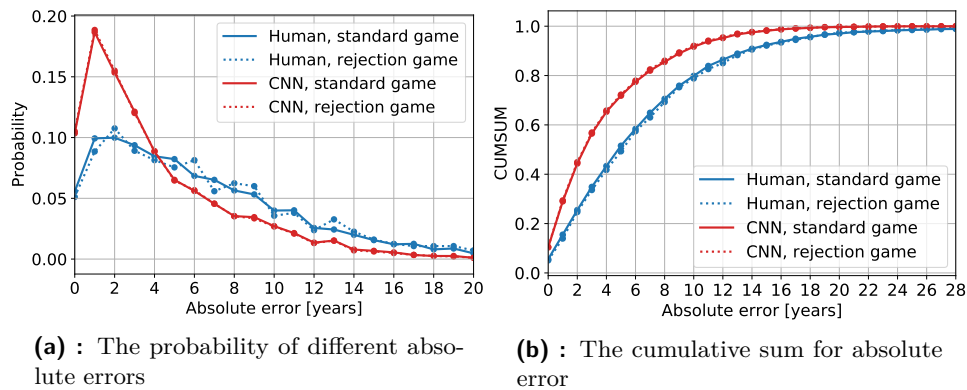 0.20
0.15
0.10
0.05
0.00
Probability
Human, standard game
Human, rejection game
CNN, standard game
CNN, rejection game
0 2 4 6 8 10 12 14 16 18 20
Absolute error [years]
(a) : The probability of different abso-
lute errors
1.0
0.8
0.6
0.4
0.2
0.0
CUMSUM
Human, standard game
Human, rejection game
CNN, standard game
CNN, rejection game
0 2 4 6 8 10 12 14 16 18 20 22 24 26 28
Absolute error [years]
(b) : The cumulative sum for absolute
error